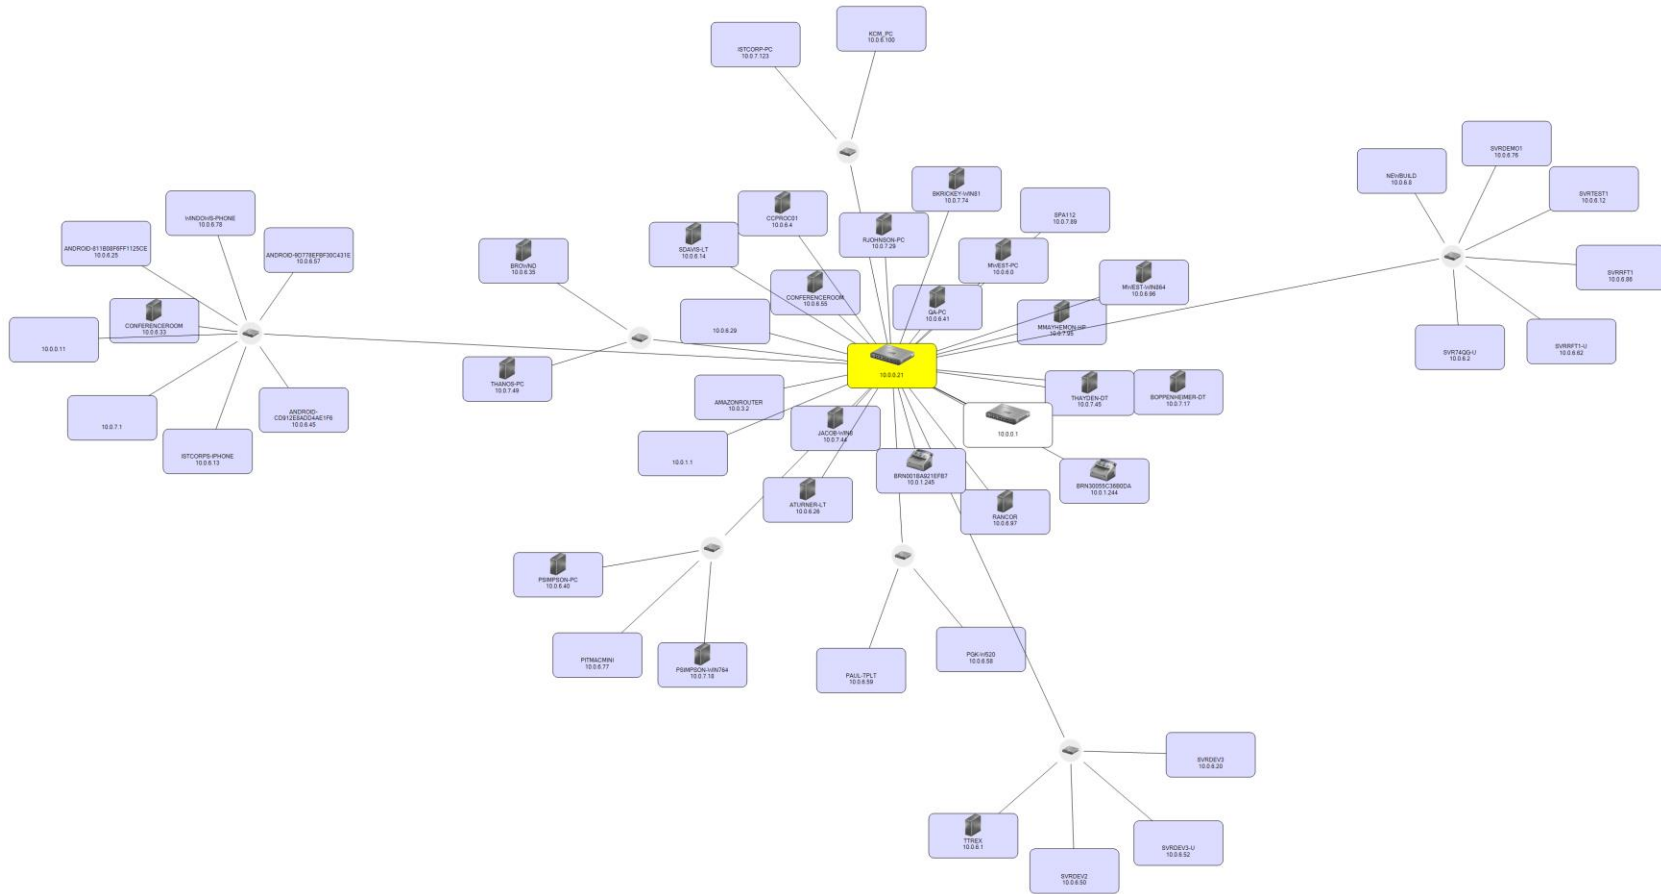 KCM_PC
10.0.6.100
ISTCORP-PC
10.0.7.123
SVRDEMO1
10.0.6.76
NEWBUILD
10.0.6.8
BKRICKEY-WIN81
10.0.7.74
SVRTEST1
10.0.6.12
WINDOWS-PHONE
10.0.6.78
CCPROC01
10.0.6.4
SPA112
10.0.7.89
ANDROID-811B08F6FF1125CE
10.0.6.25
SDAVIS-LT
10.0.6.14
RJOHNSON-PC
10.0.7.29
ANDROID-9D778EFBF30C431E
10.0.6.57
BROWND
10.0.6.35
MWEST-PC
10.0.6.0
SVRRFT1
10.0.6.86
MWEST-WIN864
10.0.6.96
CONFERENCEROOM
10.0.6.55
QA-PC
10.0.6.41
CONFERENCEROOM
10.0.6.33
MMAYHEMON-HP
10.0.7.95
10.0.6.29
10.0.0.11
SVRRFT1-U
10.0.6.62
SVR74QG-U
10.0.6.2
10.0.0.21
THANOS-PC
10.0.7.49
THAYDEN-DT
10.0.7.45
BOPPENHEIMER-DT
10.0.7.17
AMAZONROUTER
10.0.3.2
ANDROID-
CD912E8ADD4AE1F6
10.0.6.45
10.0.7.1
JACOB-WIN8
10.0.7.44
10.0.0.1
ISTCORPS-IPHONE
10.0.6.13
10.0.1.1
BRN001BA921EFB7
10.0.1.245
BRN30055C36B0DA
10.0.1.244
ATURNER-LT
10.0.6.26
RANCOR
10.0.6.97
PSIMPSON-PC
10.0.6.40
PITMACMINI
10.0.6.77
PSIMPSON-WIN764
10.0.7.18
PGK-W520
10.0.6.58
PAUL-TPLT
10.0.6.59
SVRDEV3
10.0.6.20
TTREX
10.0.6.1
SVRDEV3-U
10.0.6.52
SVRDEV2
10.0.6.50